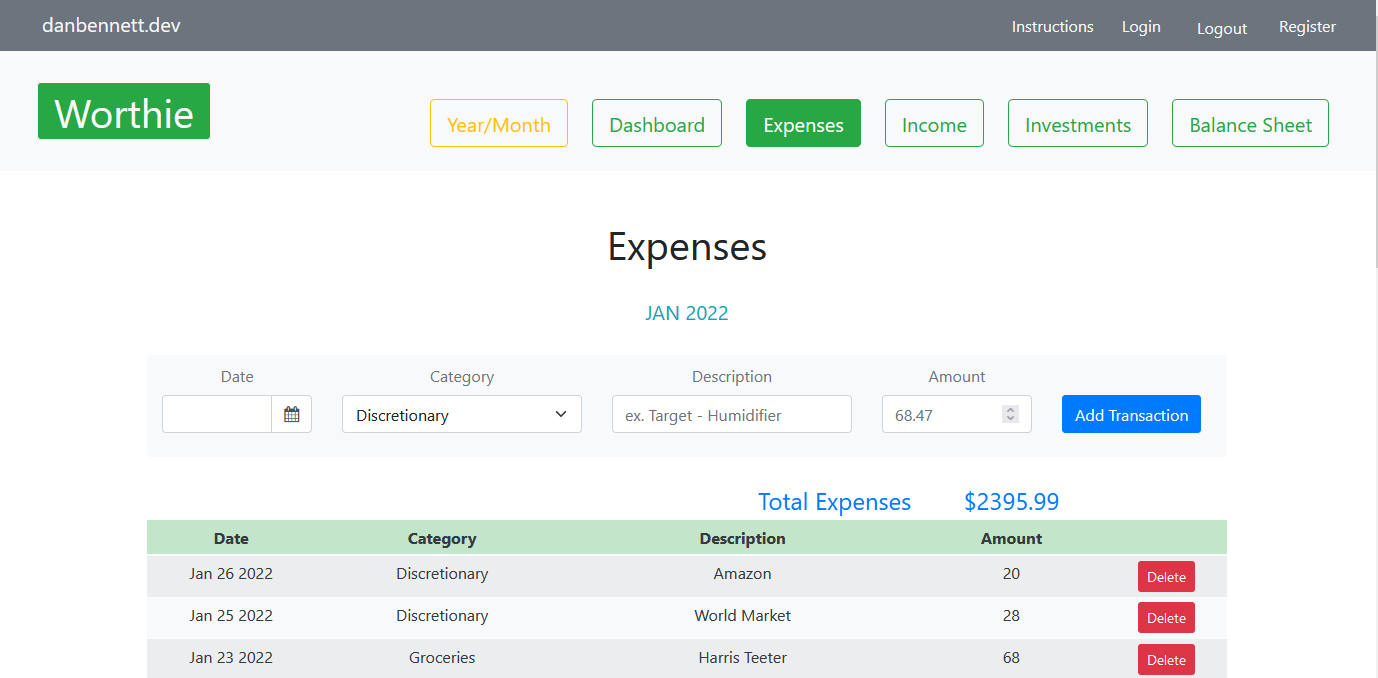 danbennett.dev Instructions Login Logout Register
Worthie Year/Month Dashboard Expenses Income Investments Balance Sheet
Expenses
JAN 2022
Date Category Description Amount
Discretionary ex. Target - Humidifier 68.47 Add Transaction
Total Expenses $2395.99
Date Category Description Amount
Jan 26 2022 Discretionary Amazon 20 Delete
Jan 25 2022 Discretionary World Market 28 Delete
Jan 23 2022 Groceries Harris Teeter 68 Delete